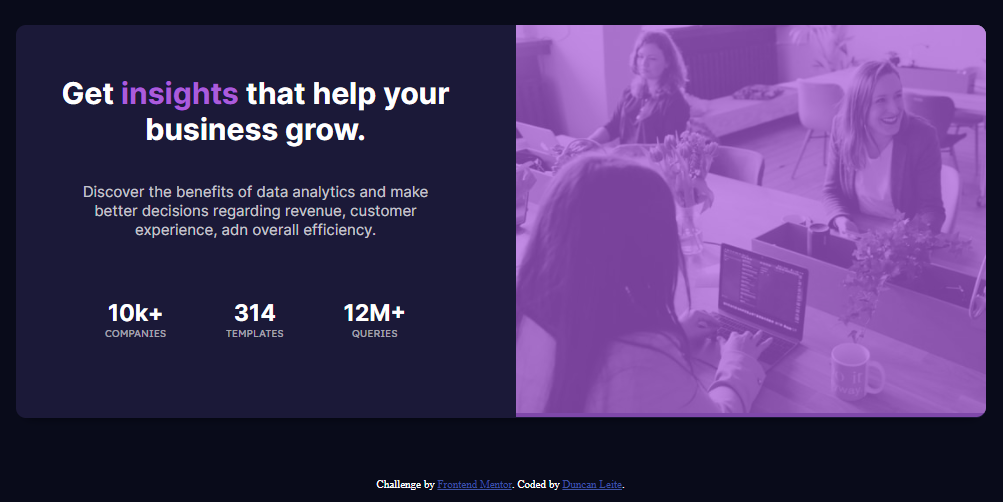 Get insights that help your
business grow.
Discover the benefits of data analytics and make
better decisions regarding revenue, customer
experience, adn overall efficiency.
10k+ 314 12M+
COMPANIES TEMPLATES QUERIES
Challenge by Frontend Mentor. Coded by Duncan Leite.